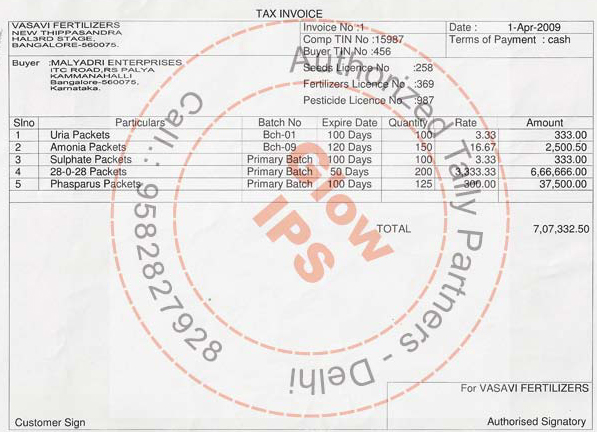 TAX INVOICE
VASAVI FERTILIZERS
NEW THIPPASANDRA
HAL3RD STAGE,
BANGALORE-560075.
Invoice No :1
Comp TIN No :15987
Buyer TIN No :456
Date : 1-Apr-2009
Terms of Payment : cash
Buyer :MALYADRI ENTERPRISES
ITC ROAD,RS PALYA
KAMMANAHALLI
Bangalore-560075,
Karnataka.
Seeds Licence No :258
Fertilizers Licence No :369
Pesticide Licence No :987
Slno Particulars Batch No Expire Date Quantity Rate Amount
1 Uria Packets Bch-01 100 Days 100 3.33 333.00
2 Amonia Packets Bch-09 120 Days 150 16.67 2,500.50
3 Sulphate Packets Primary Batch 100 Days 100 3.33 333.00
4 28-0-28 Packets Primary Batch 50 Days 200 3,333.33 6,66,666.00
5 Phasparus Packets Primary Batch 100 Days 125 300.00 37,500.00
TOTAL 7,07,332.50
For VASAVI FERTILIZERS
Customer Sign
Authorised Signatory
Call : 9582827928
Authorized Tally Partners - Delhi
Glow
IPS